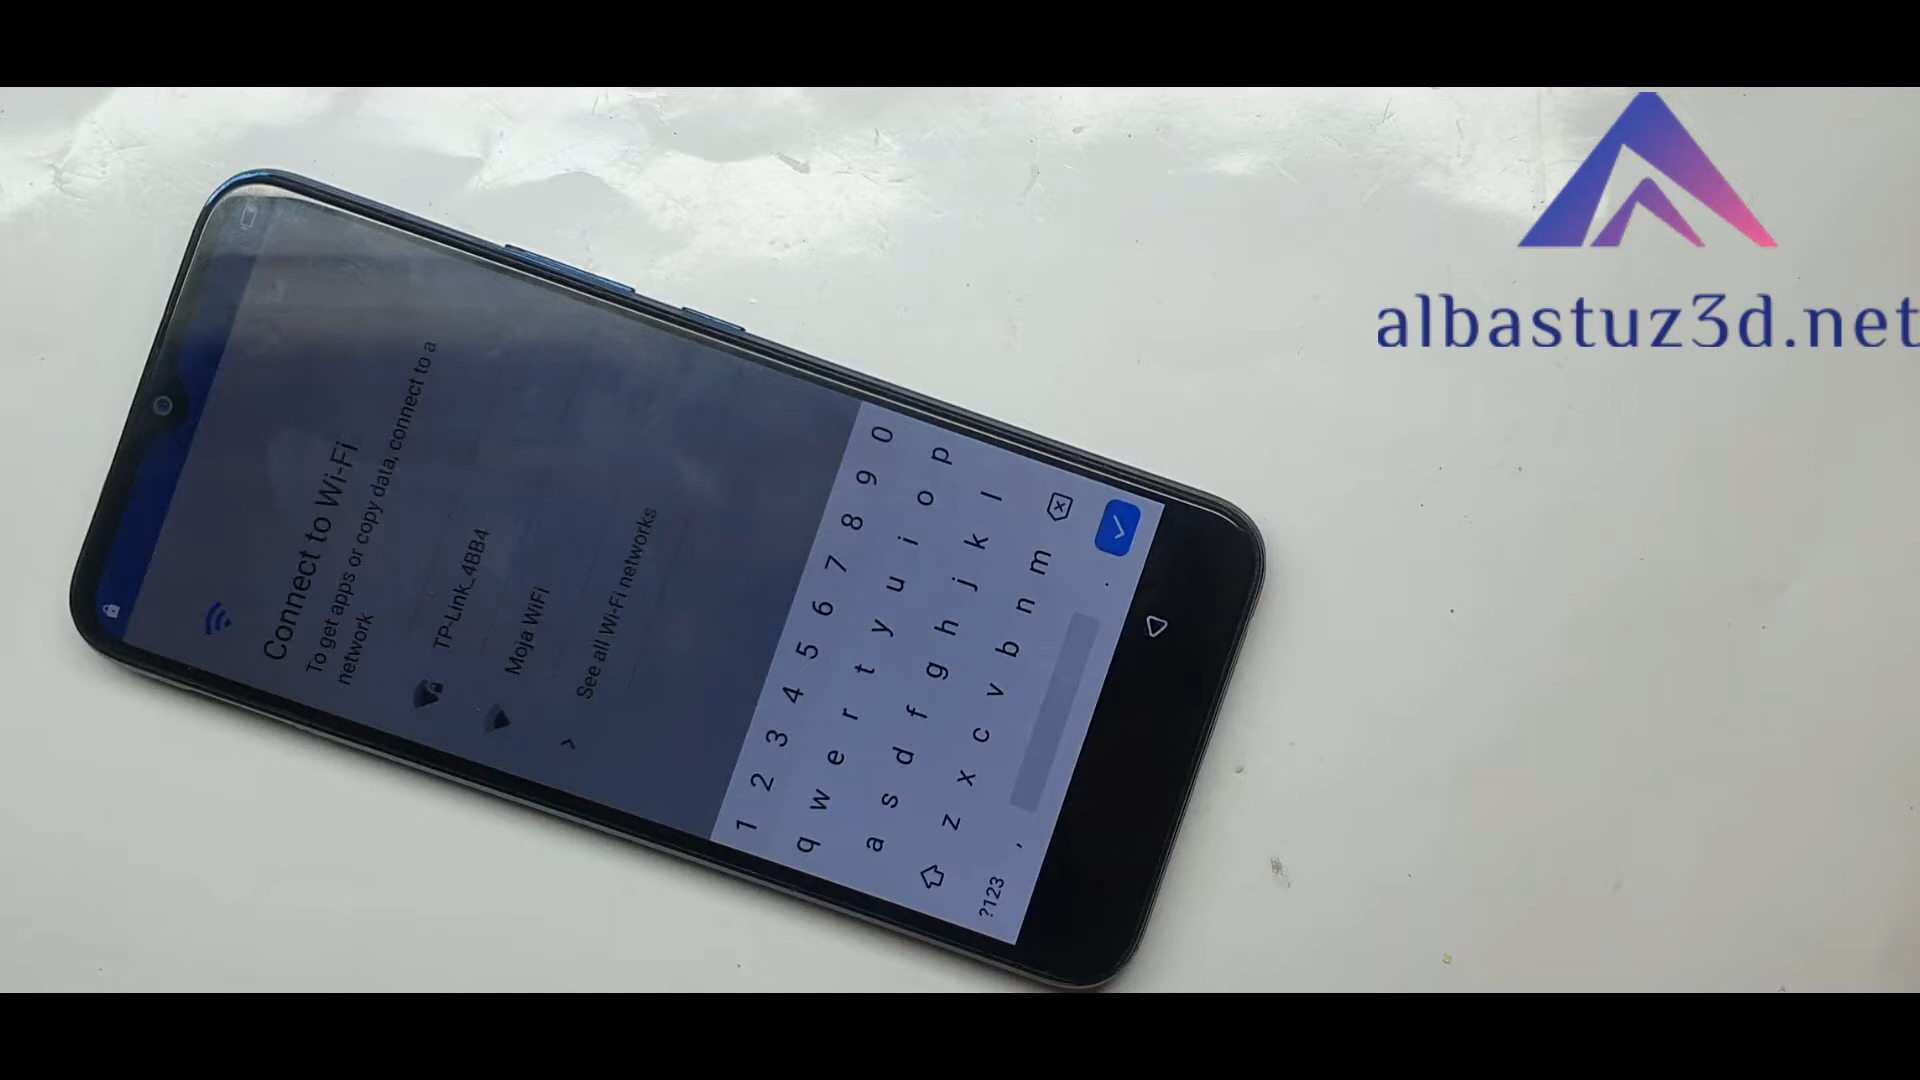 albastuz3d.net
Connect to Wi-Fi
To get apps or copy data, connect to a
network
TP-Link_4BB4
Moja WiFi
See all Wi-Fi networks
1 2 3 4 5 6 7 8 9 0
q w e r t y u i o p
a s d f g h j k l
z x c v b n m
?123 , .